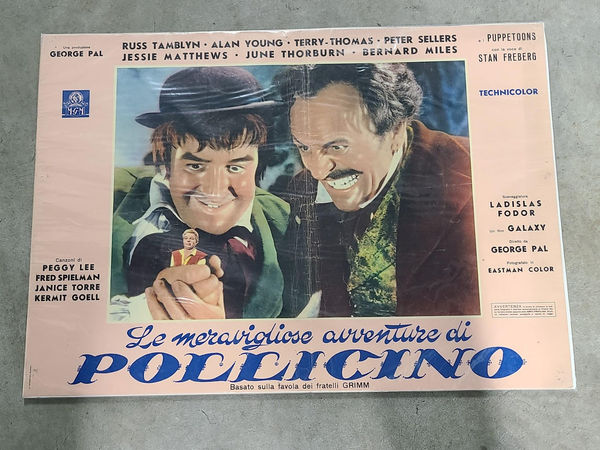 Una produzione
GEORGE PAL
RUSS TAMBLYN · ALAN YOUNG · TERRY-THOMAS · PETER SELLERS
JESSIE MATTHEWS · JUNE THORBURN · BERNARD MILES
PUPPETOONS
con la voce di
STAN FREBERG
TECHNICOLOR
MGM
Sceneggiatura
LADISLAS
FODOR
Un film GALAXY
Diretto da
GEORGE PAL
Fotografato in
EASTMAN COLOR
AVVERTENZA
Canzoni di
PEGGY LEE
FRED SPIELMAN
JANICE TORRE
KERMIT GOELL
Le meravigliose avventure di
POLLICINO
Basato sulla favola dei fratelli GRIMM